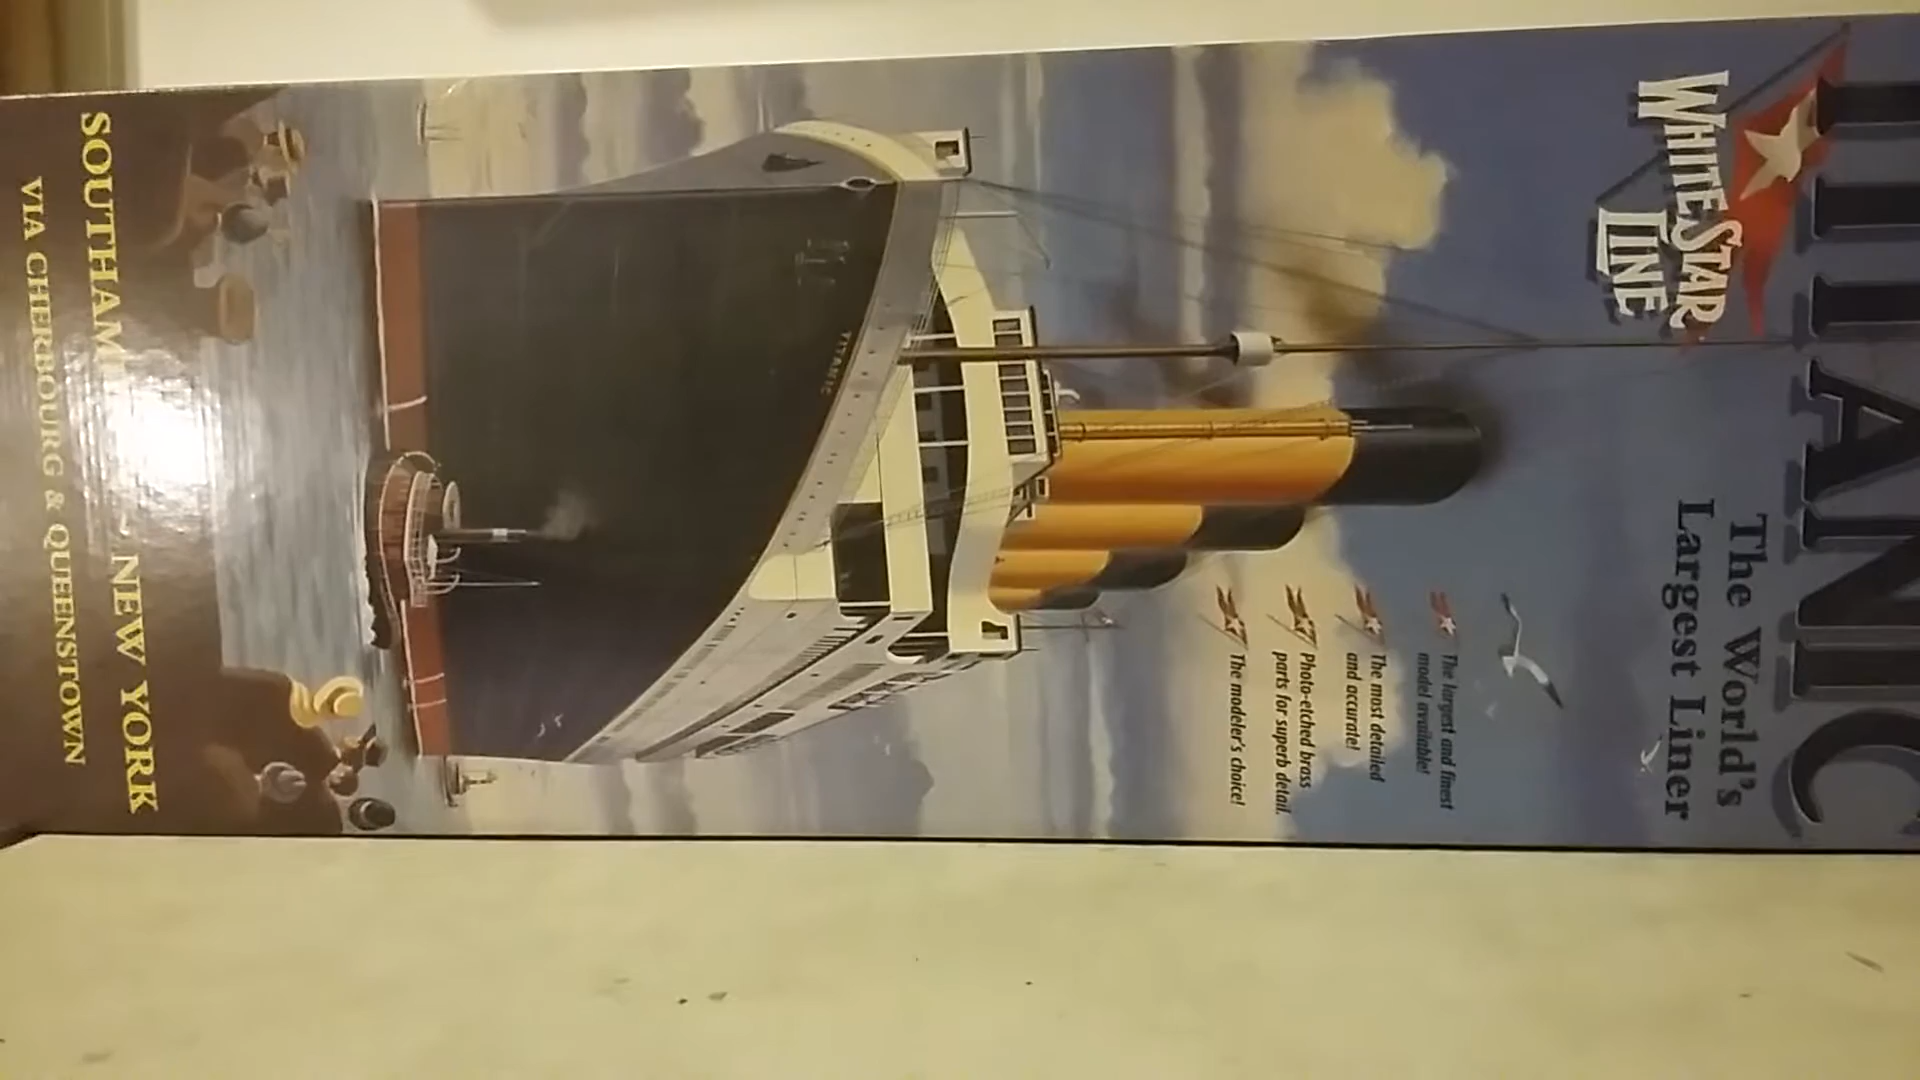 TITANIC
WHITE STAR
LINE
The World's
Largest Liner
The largest and finest
model available!
The most detailed
and accurate!
Photo-etched brass
parts for superb detail.
The modeler's choice!
TITANIC
SOUTHAMPTON ~ NEW YORK
VIA CHERBOURG & QUEENSTOWN